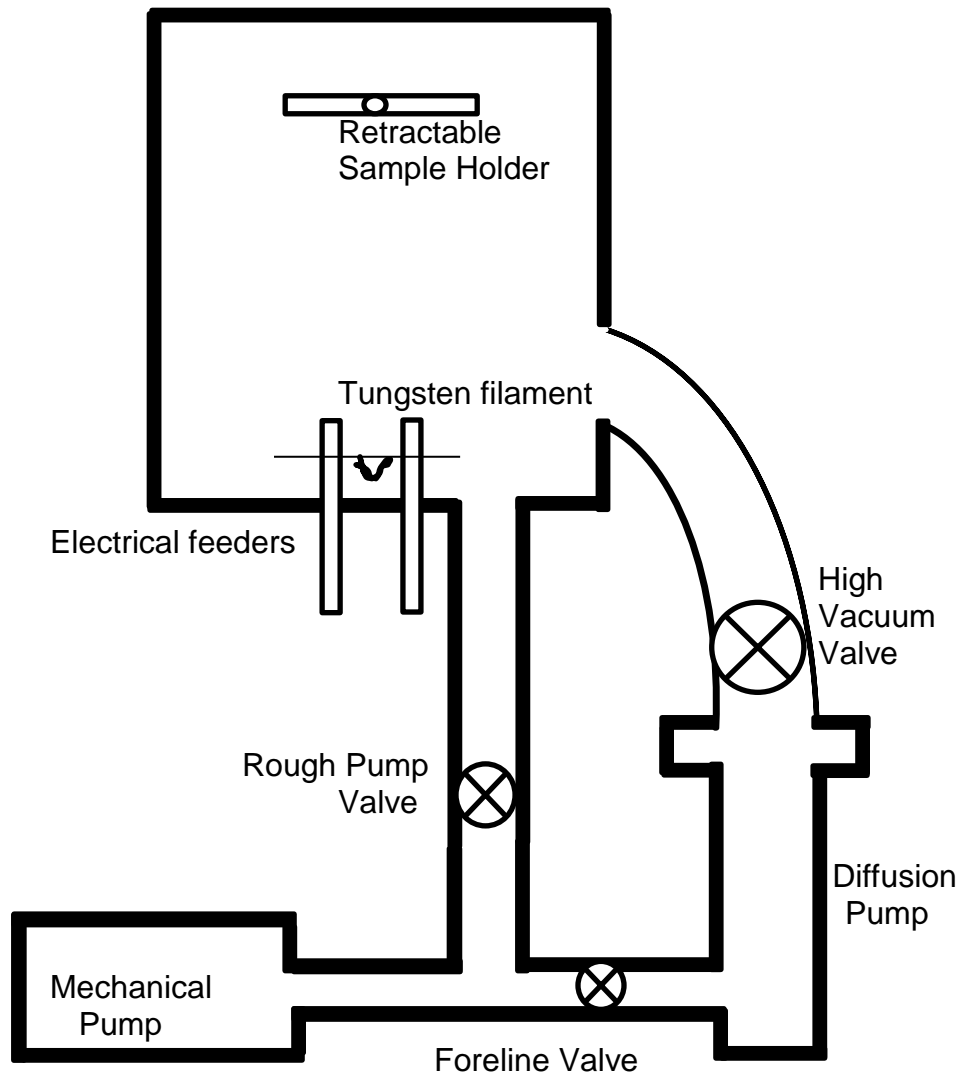 Retractable
Sample Holder
Tungsten filament
Electrical feeders
High
Vacuum
Valve
Rough Pump
Valve
Diffusion
Pump
Mechanical
Pump
Foreline Valve